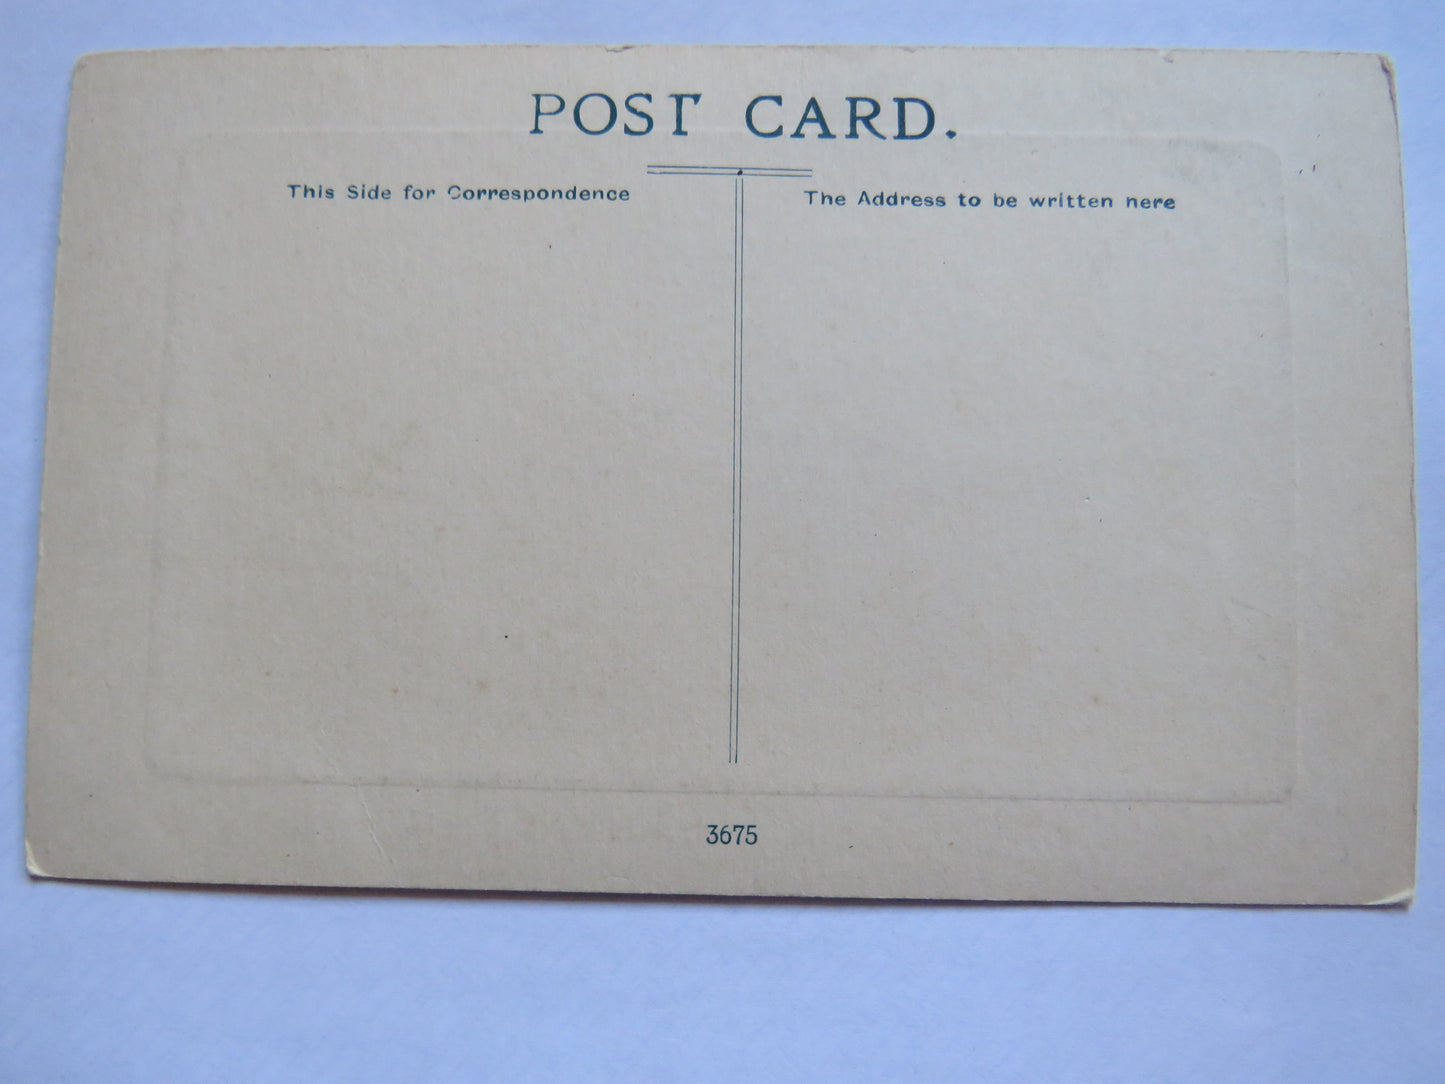 POST CARD.
This Side for Correspondence
The Address to be written here
3675